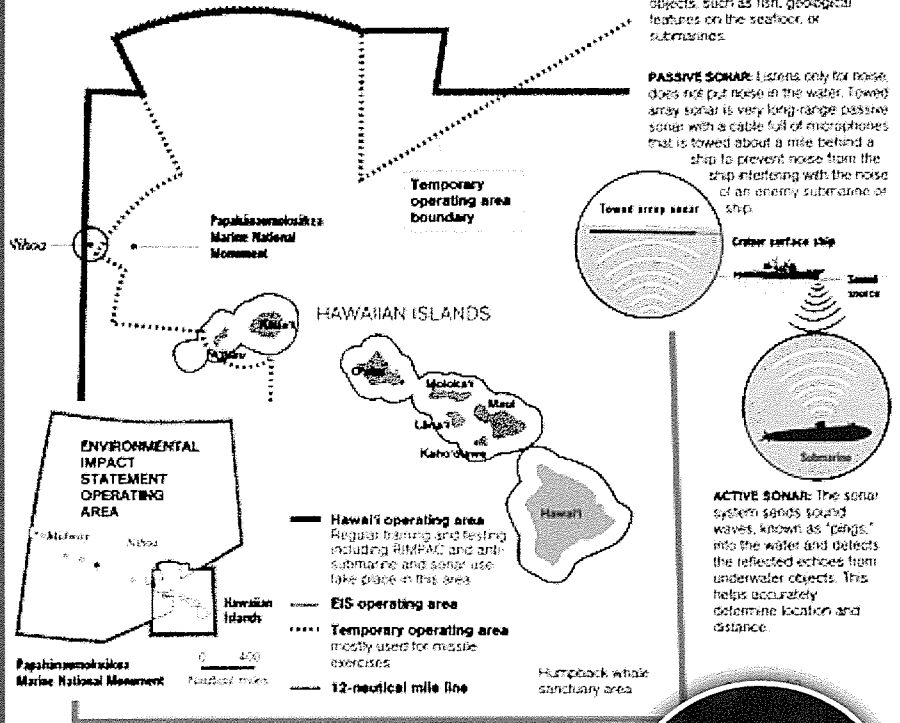 objects, such as fish, geological
features on the seafloor, or
submarines.
PASSIVE SONAR: Listens only for noise,
does not put noise in the water. Towed
array sonar is very long-range passive
sonar with a cable full of microphones
that is towed about a mile behind a
ship to prevent noise from the
ship interfering with the noise
of an enemy submarine or
ship.
Temporary
operating area
boundary
Towed array sonar
Cruiser surface ship
Sound
source
Nihoa
Papahānaumokuākea
Marine National
Monument
HAWAIIAN ISLANDS
Kaua'i
O'ahu
Moloka'i
Maui
Lāna'i
Kaho'olawe
Hawai'i
Submarine
ENVIRONMENTAL
IMPACT
STATEMENT
OPERATING
AREA
Midway
Nihoa
Hawaiian
Islands
Papahānaumokuākea
Marine National Monument
0 400
Nautical miles
Hawai'i operating area
Regular training and testing
including RIMPAC and anti-
submarine and sonar use
take place in this area
EIS operating area
Temporary operating area
mostly used for missile
exercises
12-nautical mile line
Humpback whale
sanctuary area
ACTIVE SONAR: The sonar
system sends sound
waves, known as "pings,"
into the water and detects
the reflected echoes from
underwater objects. This
helps accurately
determine location and
distance.